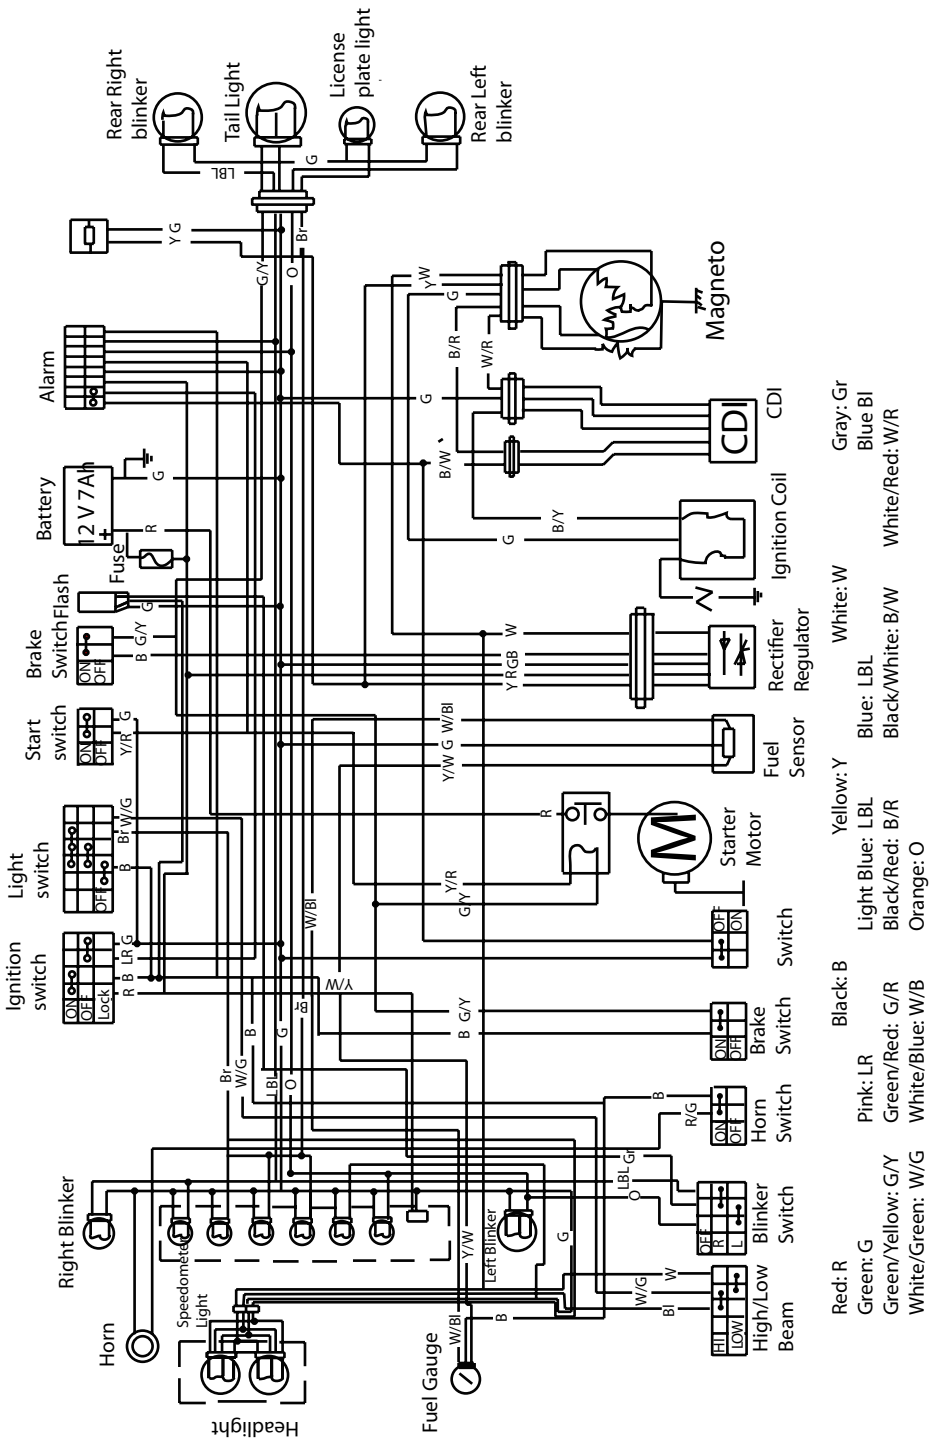 Rear Right
blinker
Tail Light
License
plate light
Rear Left
blinker
LBL
G
Y G
G/Y
O
Br
Alarm
Y W
G
B/R
W/R
Magneto
G
B/W
CDI
CDI
Battery
12 V 7Ah
+
G
R
Fuse
B/Y
G
Ignition Coil
Flash
G
Brake
Switch
ON
OFF
G/Y
B
W
Y R G B
Rectifier
Regulator
Start
switch
ON
OFF
G
Y/R
W/Bl
G
Y/W
Fuel
Sensor
Light
switch
OFF
W/G
Br
B
R
M
Starter
Motor
Y/R
G/Y
W/Bl
Ignition
switch
ON
OFF
Lock
G
LR
B
R
Y/W
OFF
ON
Switch
Br
G
B
G/Y
B
ON
OFF
Brake
Switch
Br
W/G
LBL
O
B
R/G
ON
OFF
Horn
Switch
Right Blinker
Gr
LBL
O
OFF
R
L
Blinker
Switch
Speedometer
Light
Left Blinker
Y/W
G
W
W/G
Bl
HI
LOW
High/Low
Beam
Horn
W/Bl
B
Fuel Gauge
Headlight
Red: R
Black: B
Yellow: Y
White: W
Gray: Gr
Green: G
Pink: LR
Light Blue: LBL
Blue: LBL
Blue Bl
Green/Yellow: G/Y
Green/Red: G/R
Black/Red: B/R
Black/White: B/W
White/Red: W/R
White/Green: W/G
White/Blue: W/B
Orange: O